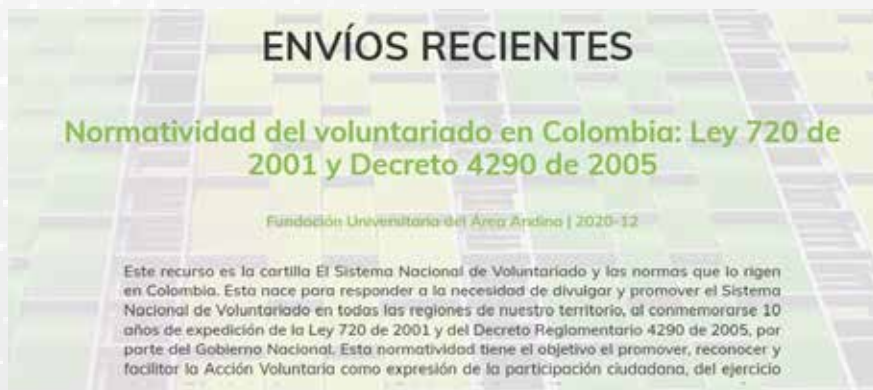 ENVÍOS RECIENTES
Normatividad del voluntariado en Colombia: Ley 720 de
2001 y Decreto 4290 de 2005
Fundación Universitaria del Área Andina | 2020-12
Este recurso es la cartilla El Sistema Nacional de Voluntariado y las normas que lo rigen
en Colombia. Esta nace para responder a la necesidad de divulgar y promover el Sistema
Nacional de Voluntariado en todas las regiones de nuestro territorio, al conmemorarse 10
años de expedición de la Ley 720 de 2001 y del Decreto Reglamentario 4290 de 2005, por
parte del Gobierno Nacional. Esta normatividad tiene el objetivo el promover, reconocer y
facilitar la Acción Voluntaria como expresión de la participación ciudadana, del ejercicio